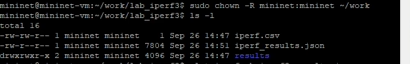 mininet@mininet-vm:~/work/lab_iperf3$ sudo chown -R mininet:mininet ~/work
mininet@mininet-vm:~/work/lab_iperf3$ ls -l
total 16
-rw-rw-r-- 1 mininet mininet    1 Sep 26 14:47 iperf.csv
-rw-rw-r-- 1 mininet mininet 7804 Sep 26 14:51 iperf_results.json
drwxrwxr-x 2 mininet mininet 4096 Sep 26 14:47 results